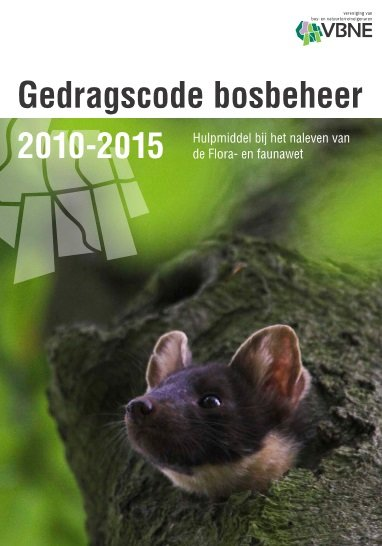 vereniging van
bos- en natuurterreineigenaren
VBNE
Gedragscode bosbeheer
2010-2015
Hulpmiddel bij het naleven van
de Flora- en faunawet